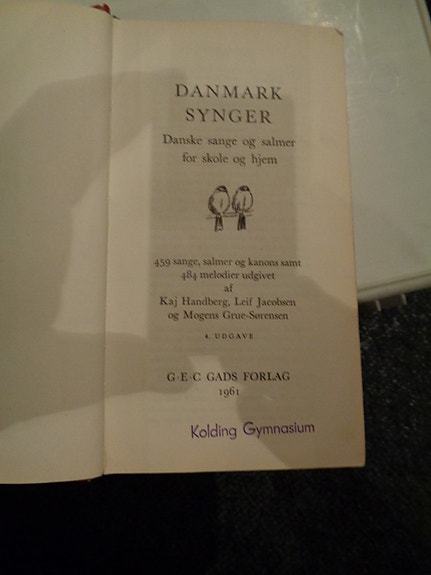 DANMARK
SYNGER
Danske sange og salmer
for skole og hjem
459 sange, salmer og kanons samt
484 melodier udgivet
af
Kaj Handberg, Leif Jacobsen
og Mogens Grue-Sørensen
4. UDGAVE
G·E·C GADS FORLAG
1961
Kolding Gymnasium